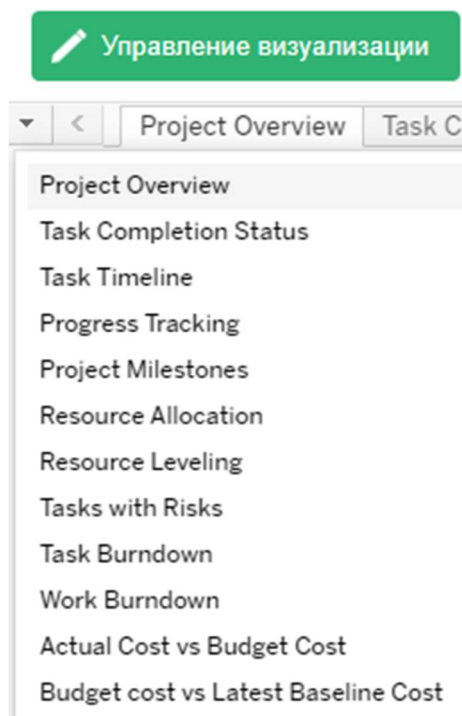 Управление визуализации
Project Overview Task C
Project Overview
Task Completion Status
Task Timeline
Progress Tracking
Project Milestones
Resource Allocation
Resource Leveling
Tasks with Risks
Task Burndown
Work Burndown
Actual Cost vs Budget Cost
Budget cost vs Latest Baseline Cost